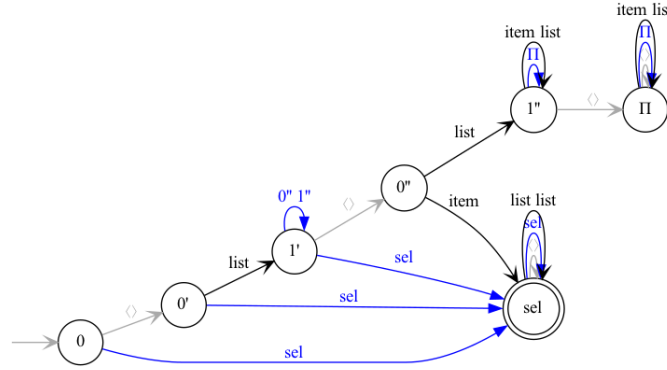 item list
Π
item list
Π
1''
⟨⟩
Π
list
0''
item
0'' 1''
⟨⟩
list list
sel
1'
sel
list
0'
sel
sel
⟨⟩
0
sel